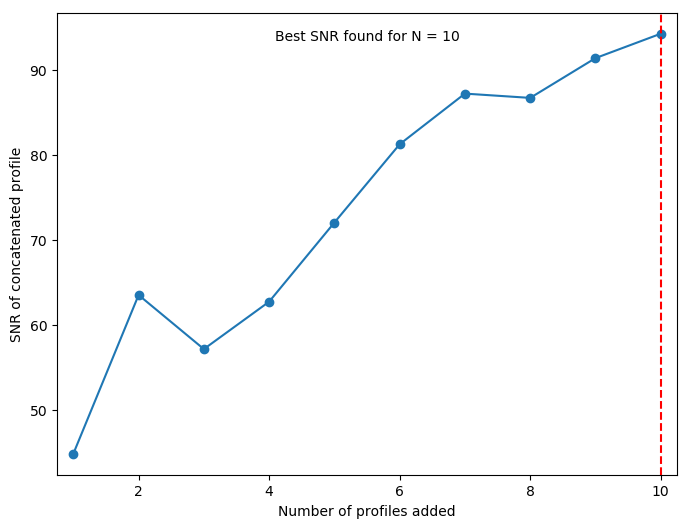 Best SNR found for N = 10
SNR of concatenated profile
90
80
70
60
50
2 4 6 8 10
Number of profiles added